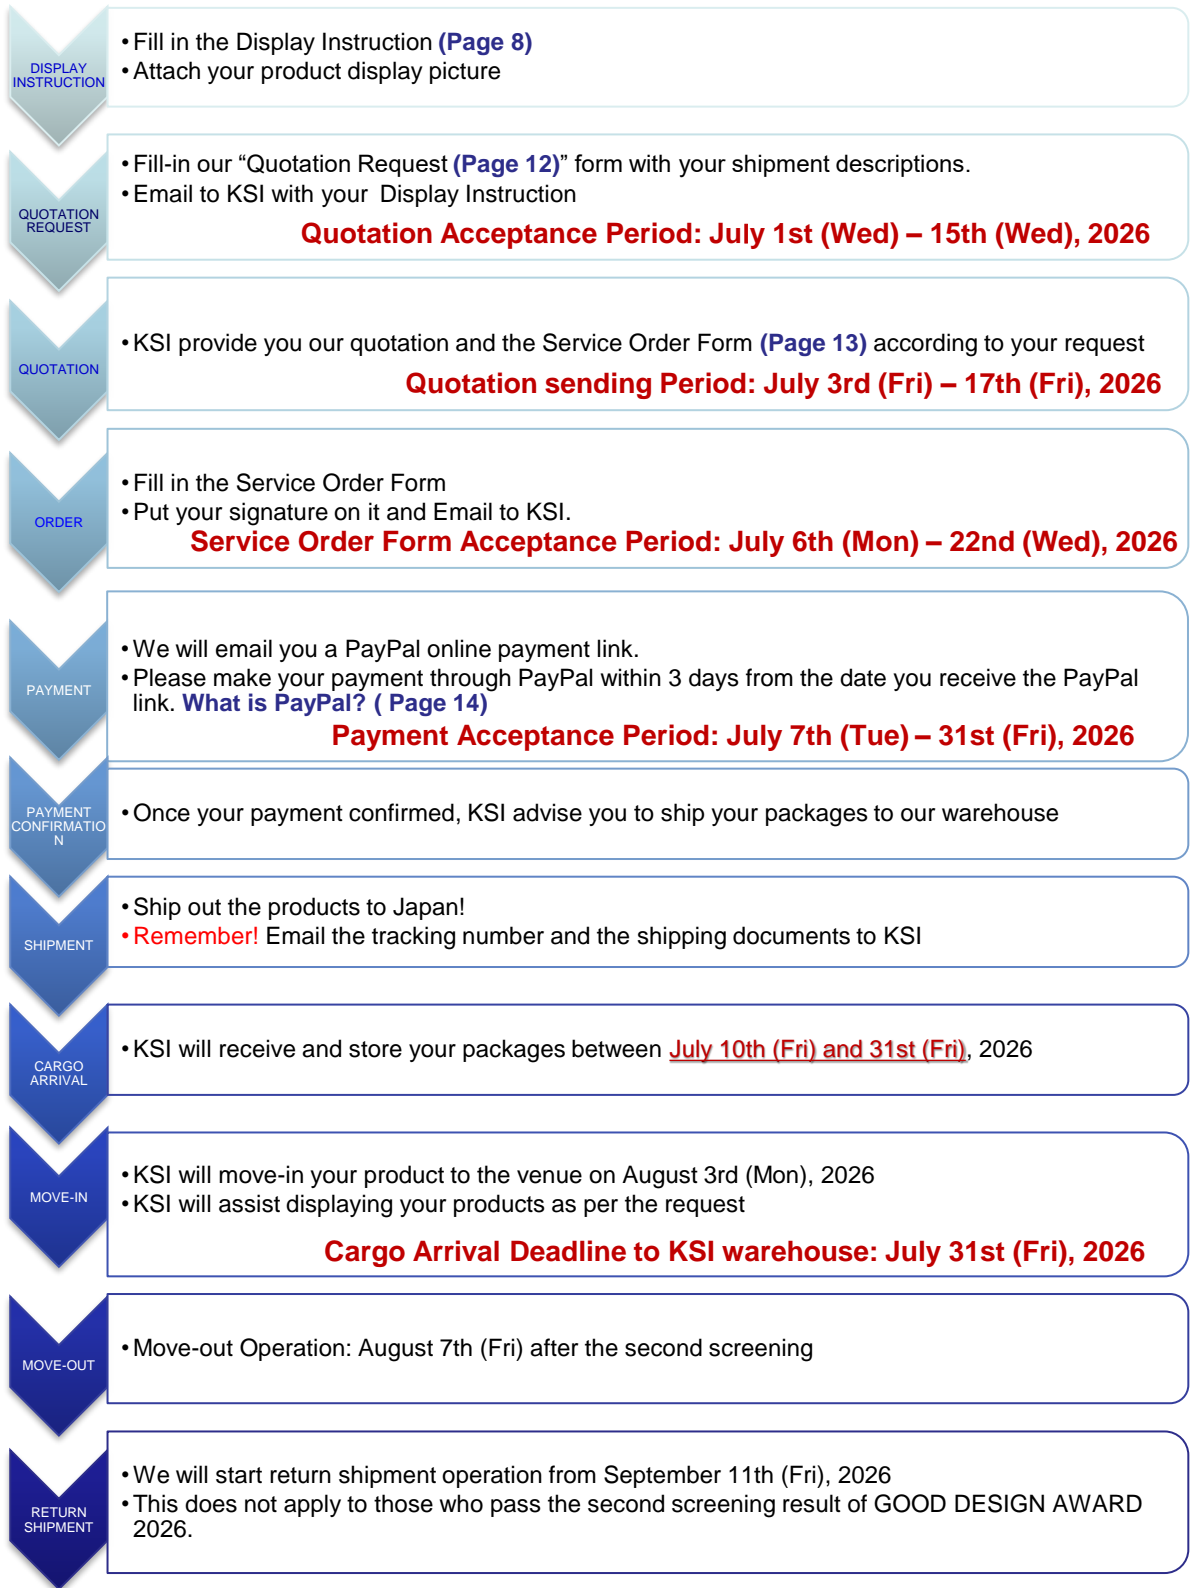 DISPLAY
INSTRUCTION
•Fill in the Display Instruction (Page 8)
•Attach your product display picture
QUOTATION
REQUEST
•Fill-in our “Quotation Request (Page 12)” form with your shipment descriptions.
•Email to KSI with your Display Instruction
Quotation Acceptance Period: July 1st (Wed) – 15th (Wed), 2026
QUOTATION
•KSI provide you our quotation and the Service Order Form (Page 13) according to your request
Quotation sending Period: July 3rd (Fri) – 17th (Fri), 2026
ORDER
•Fill in the Service Order Form
•Put your signature on it and Email to KSI.
Service Order Form Acceptance Period: July 6th (Mon) – 22nd (Wed), 2026
PAYMENT
•We will email you a PayPal online payment link.
•Please make your payment through PayPal within 3 days from the date you receive the PayPal
link. What is PayPal? ( Page 14)
Payment Acceptance Period: July 7th (Tue) – 31st (Fri), 2026
PAYMENT
CONFIRMATIO
N
•Once your payment confirmed, KSI advise you to ship your packages to our warehouse
SHIPMENT
•Ship out the products to Japan!
•Remember! Email the tracking number and the shipping documents to KSI
CARGO
ARRIVAL
•KSI will receive and store your packages between July 10th (Fri) and 31st (Fri), 2026
MOVE-IN
•KSI will move-in your product to the venue on August 3rd (Mon), 2026
•KSI will assist displaying your products as per the request
Cargo Arrival Deadline to KSI warehouse: July 31st (Fri), 2026
MOVE-OUT
•Move-out Operation: August 7th (Fri) after the second screening
RETURN
SHIPMENT
•We will start return shipment operation from September 11th (Fri), 2026
•This does not apply to those who pass the second screening result of GOOD DESIGN AWARD
2026.